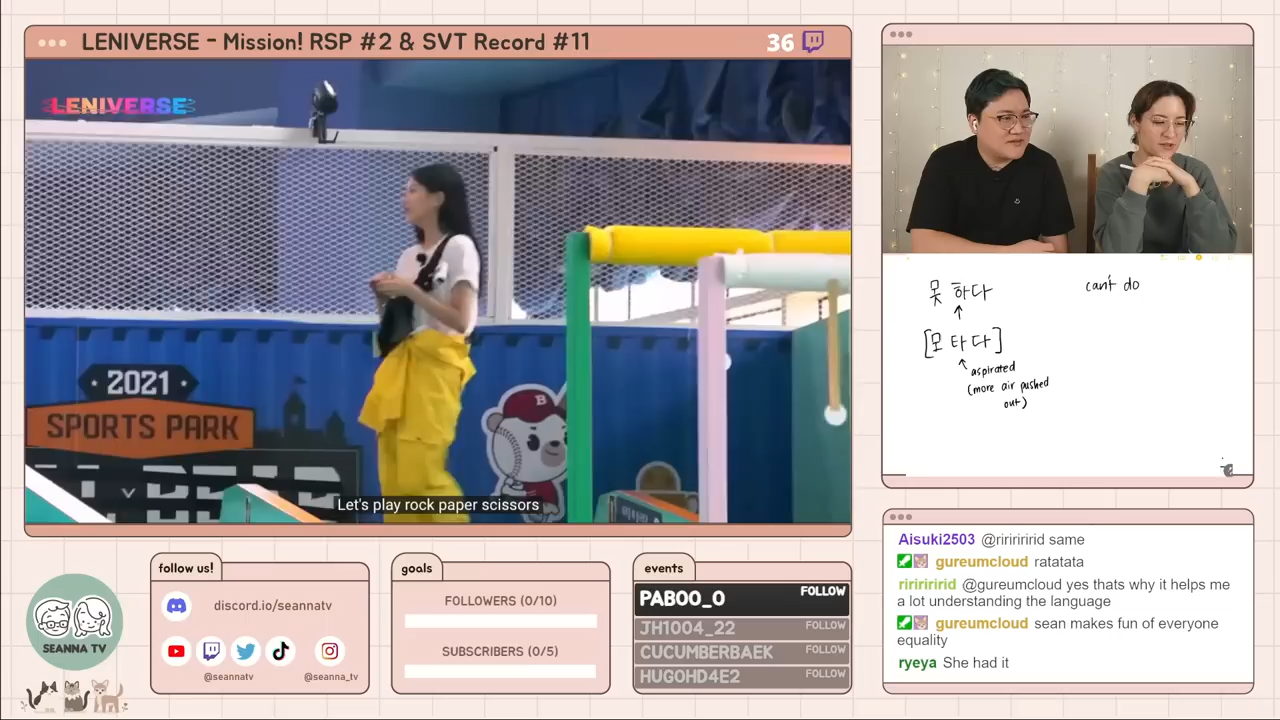 LENIVERSE - Mission! RSP #2 & SVT Record #11
36
LENIVERSE
2021
SPORTS PARK
B
Let's play rock paper scissors
못 하다
can't do
[모 타 다]
aspirated
(more air pushed
out)
follow us!
discord.io/seannatv
@seannatv
@seanna_tv
SEANNA TV
goals
FOLLOWERS (0/10)
SUBSCRIBERS (0/5)
events
PABOO_0 FOLLOW
JH1004_22 FOLLOW
CUCUMBERBAEK FOLLOW
HUGOHD4E2 FOLLOW
Aisuki2503 @riririririd same
gureumcloud ratatata
riririririd @gureumcloud yes thats why it helps me
a lot understanding the language
gureumcloud sean makes fun of everyone
equality
ryeya She had it